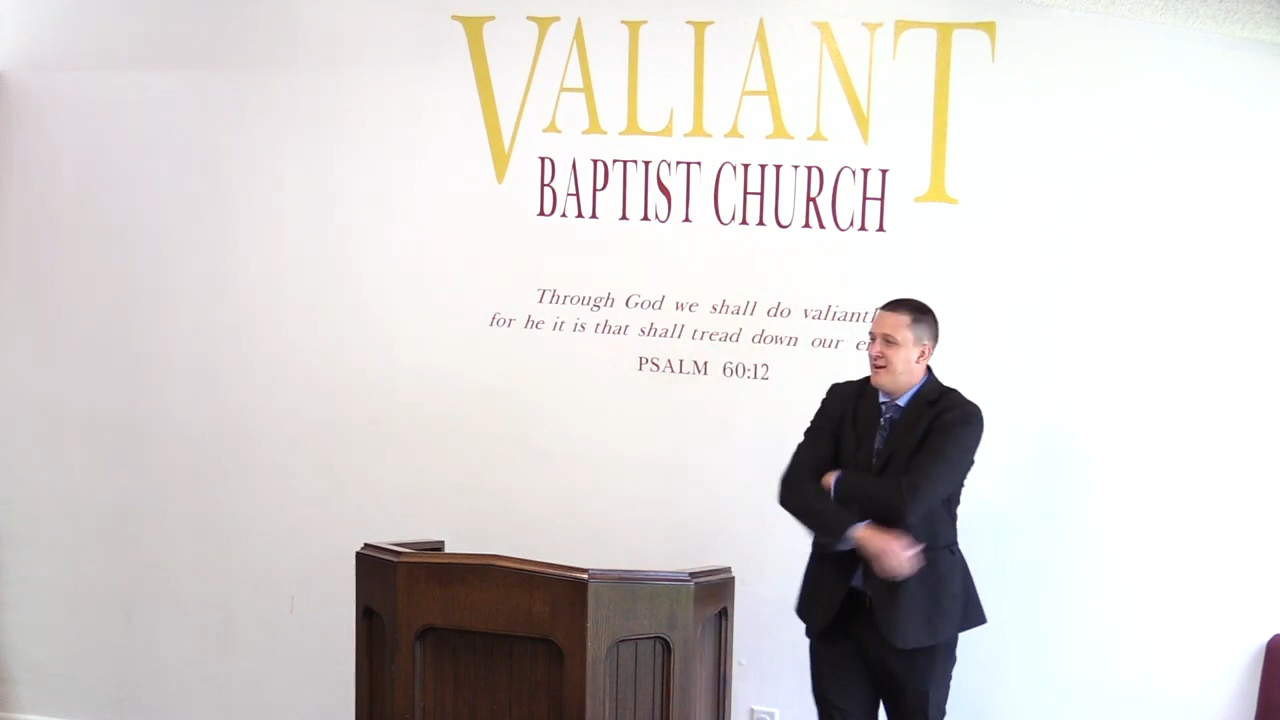 VALIANT
BAPTIST CHURCH
Through God we shall do
for he it is that shall tread down our
PSALM 60:12